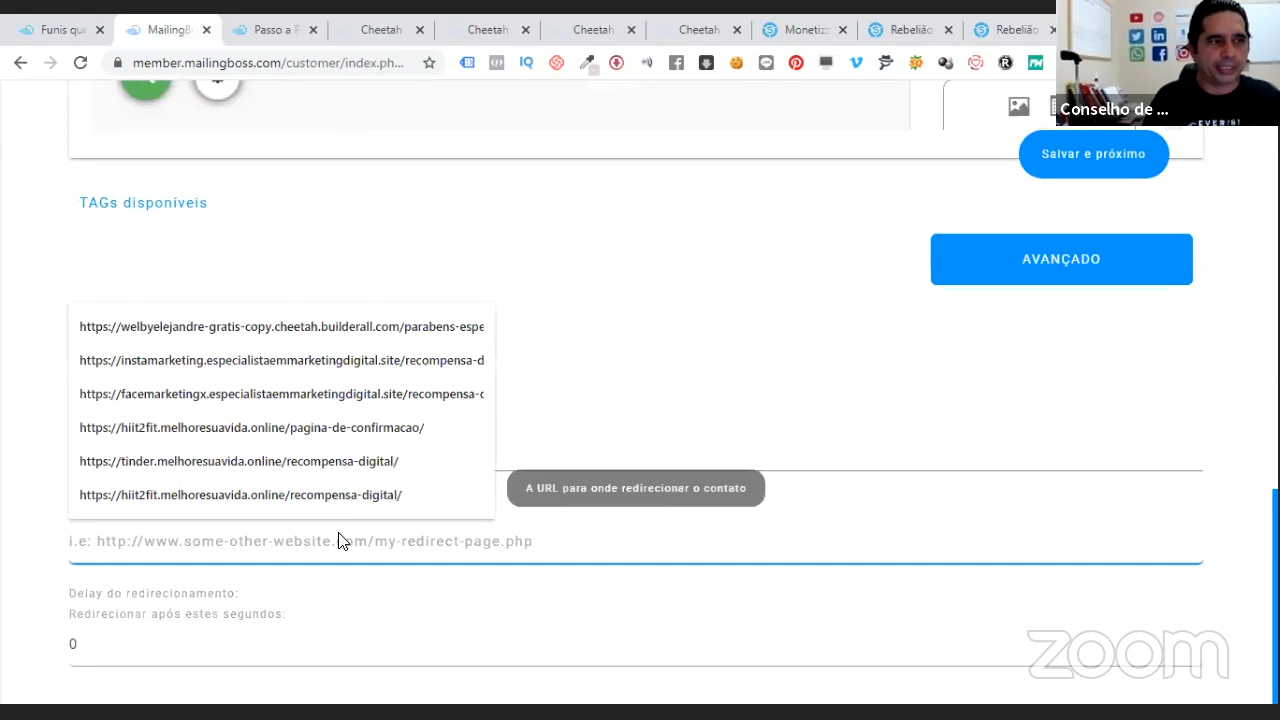 Funis que
MailingB
Passo a F
Cheetah
Cheetah
Cheetah
Cheetah
Monetiz
Rebelião
Rebelião
member.mailingboss.com/customer/index.ph...
IQ
Conselho de ...
Salvar e próximo
TAGs disponíveis
AVANÇADO
https://welbyelejandre-gratis-copy.cheetah.builderall.com/parabens-espe
https://instamarketing.especialistaemmarketingdigital.site/recompensa-d
https://facemarketingx.especialistaemmarketingdigital.site/recompensa-d
https://hiit2fit.melhoresuavida.online/pagina-de-confirmacao/
https://tinder.melhoresuavida.online/recompensa-digital/
https://hiit2fit.melhoresuavida.online/recompensa-digital/
A URL para onde redirecionar o contato
i.e: http://www.some-other-website.com/my-redirect-page.php
Delay do redirecionamento:
Redirecionar após estes segundos:
0
zoom